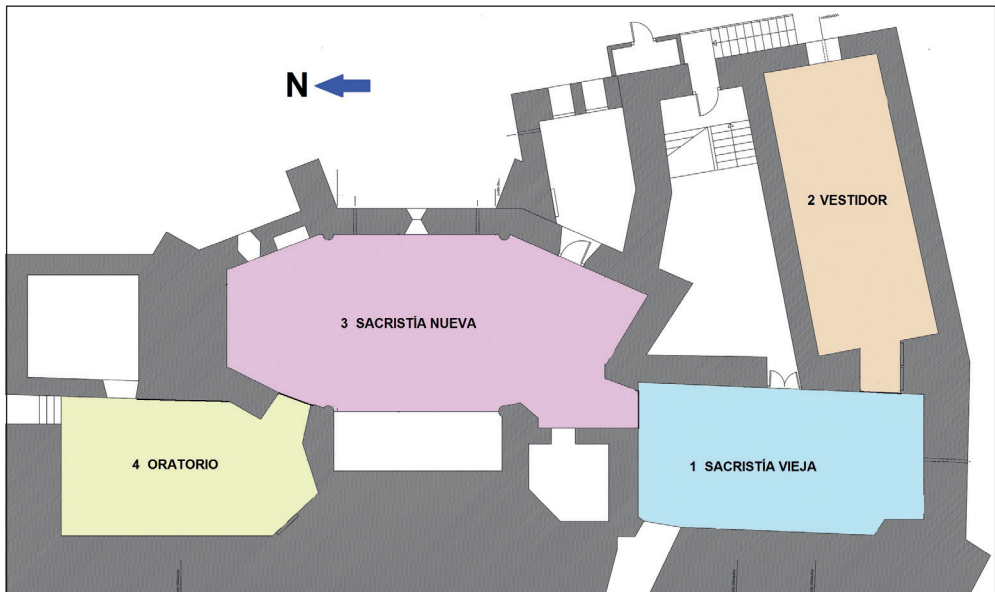 N
2 VESTIDOR
3 SACRISTÍA NUEVA
4 ORATORIO
1 SACRISTÍA VIEJA